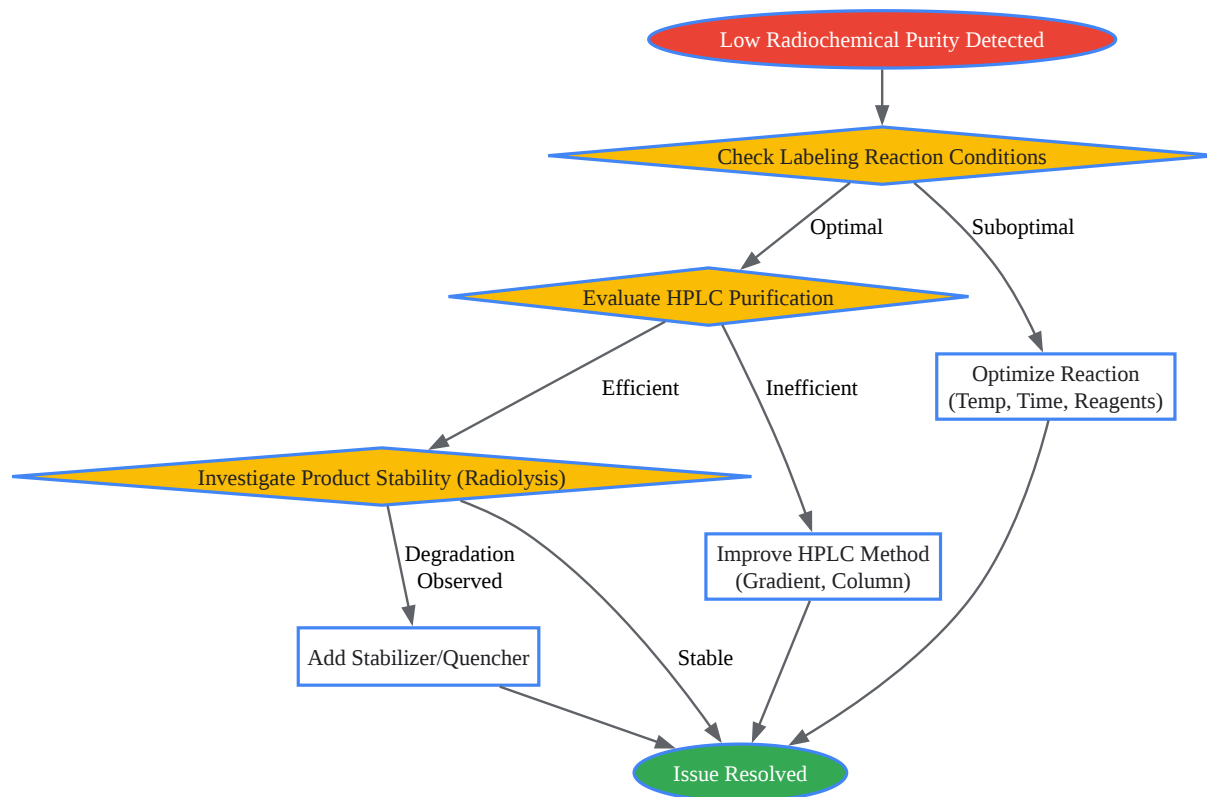 Low Radiochemical Purity Detected
Check Labeling Reaction Conditions
Optimal
Suboptimal
Evaluate HPLC Purification
Optimize Reaction
(Temp, Time, Reagents)
Efficient
Inefficient
Investigate Product Stability (Radiolysis)
Improve HPLC Method
(Gradient, Column)
Degradation
Observed
Add Stabilizer/Quencher
Stable
Issue Resolved